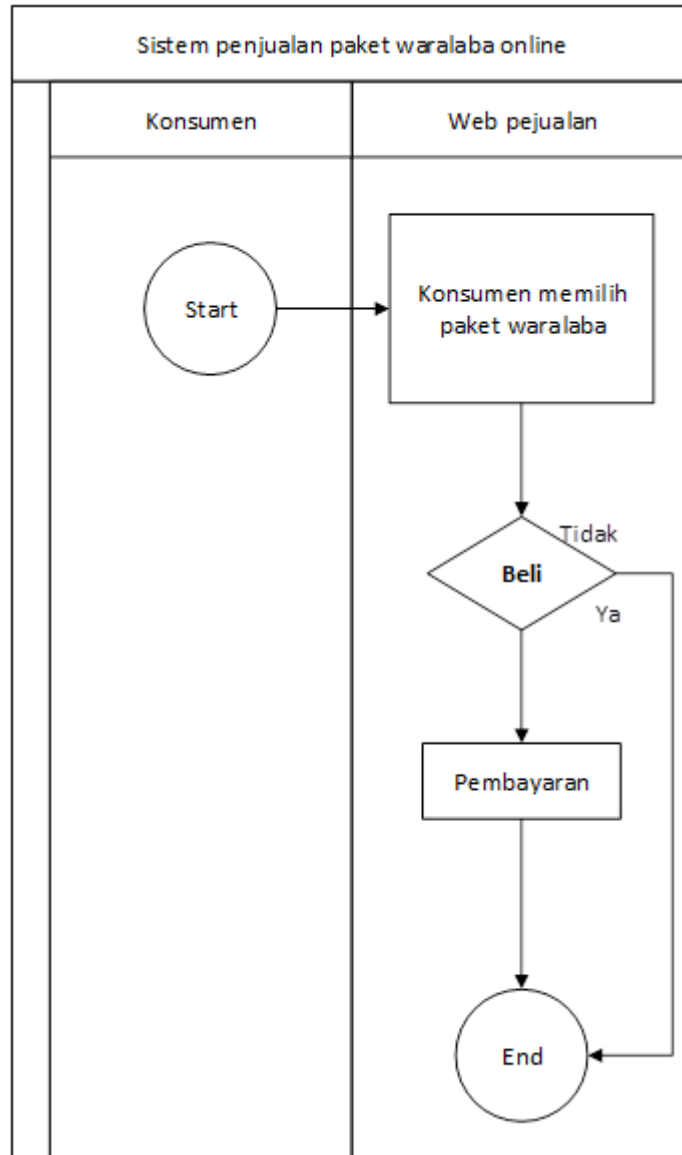 Sistem penjualan paket waralaba online
Konsumen
Web pejualan
Start
Konsumen memilih
paket waralaba
Tidak
Beli
Ya
Pembayaran
End